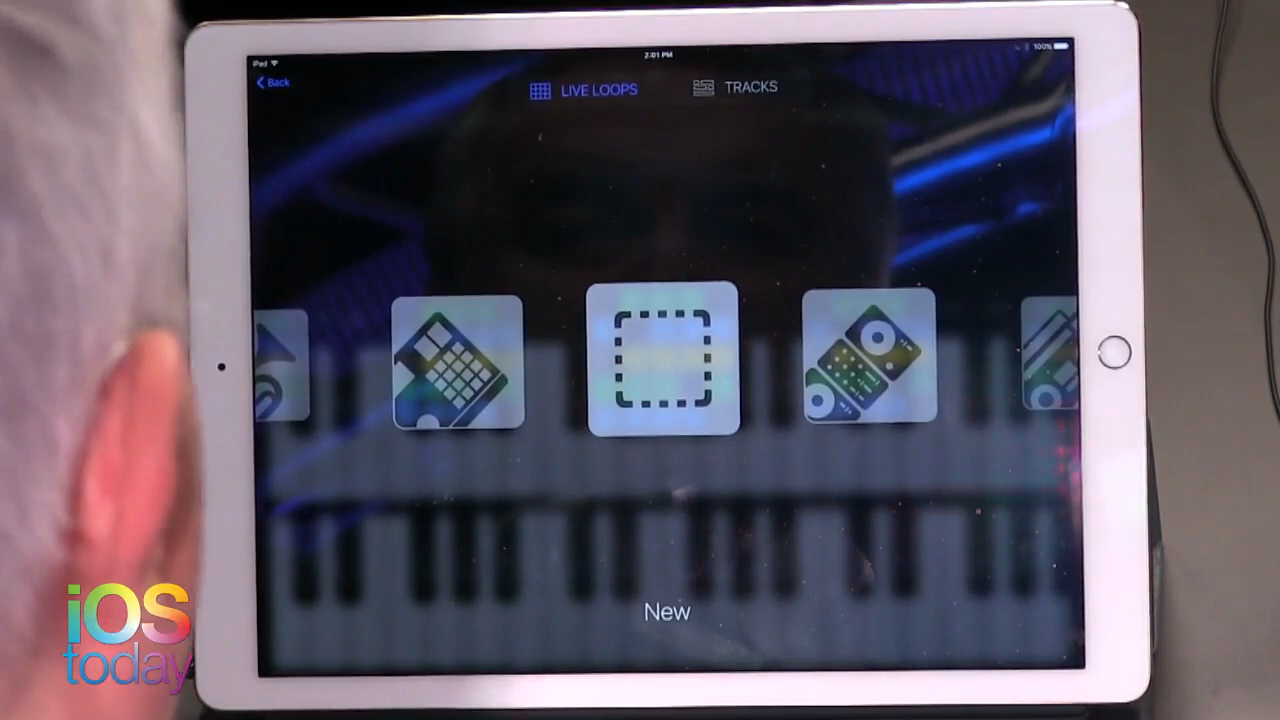 iPad
2:01 PM
100%
Back
LIVE LOOPS
TRACKS
New
iOS
today